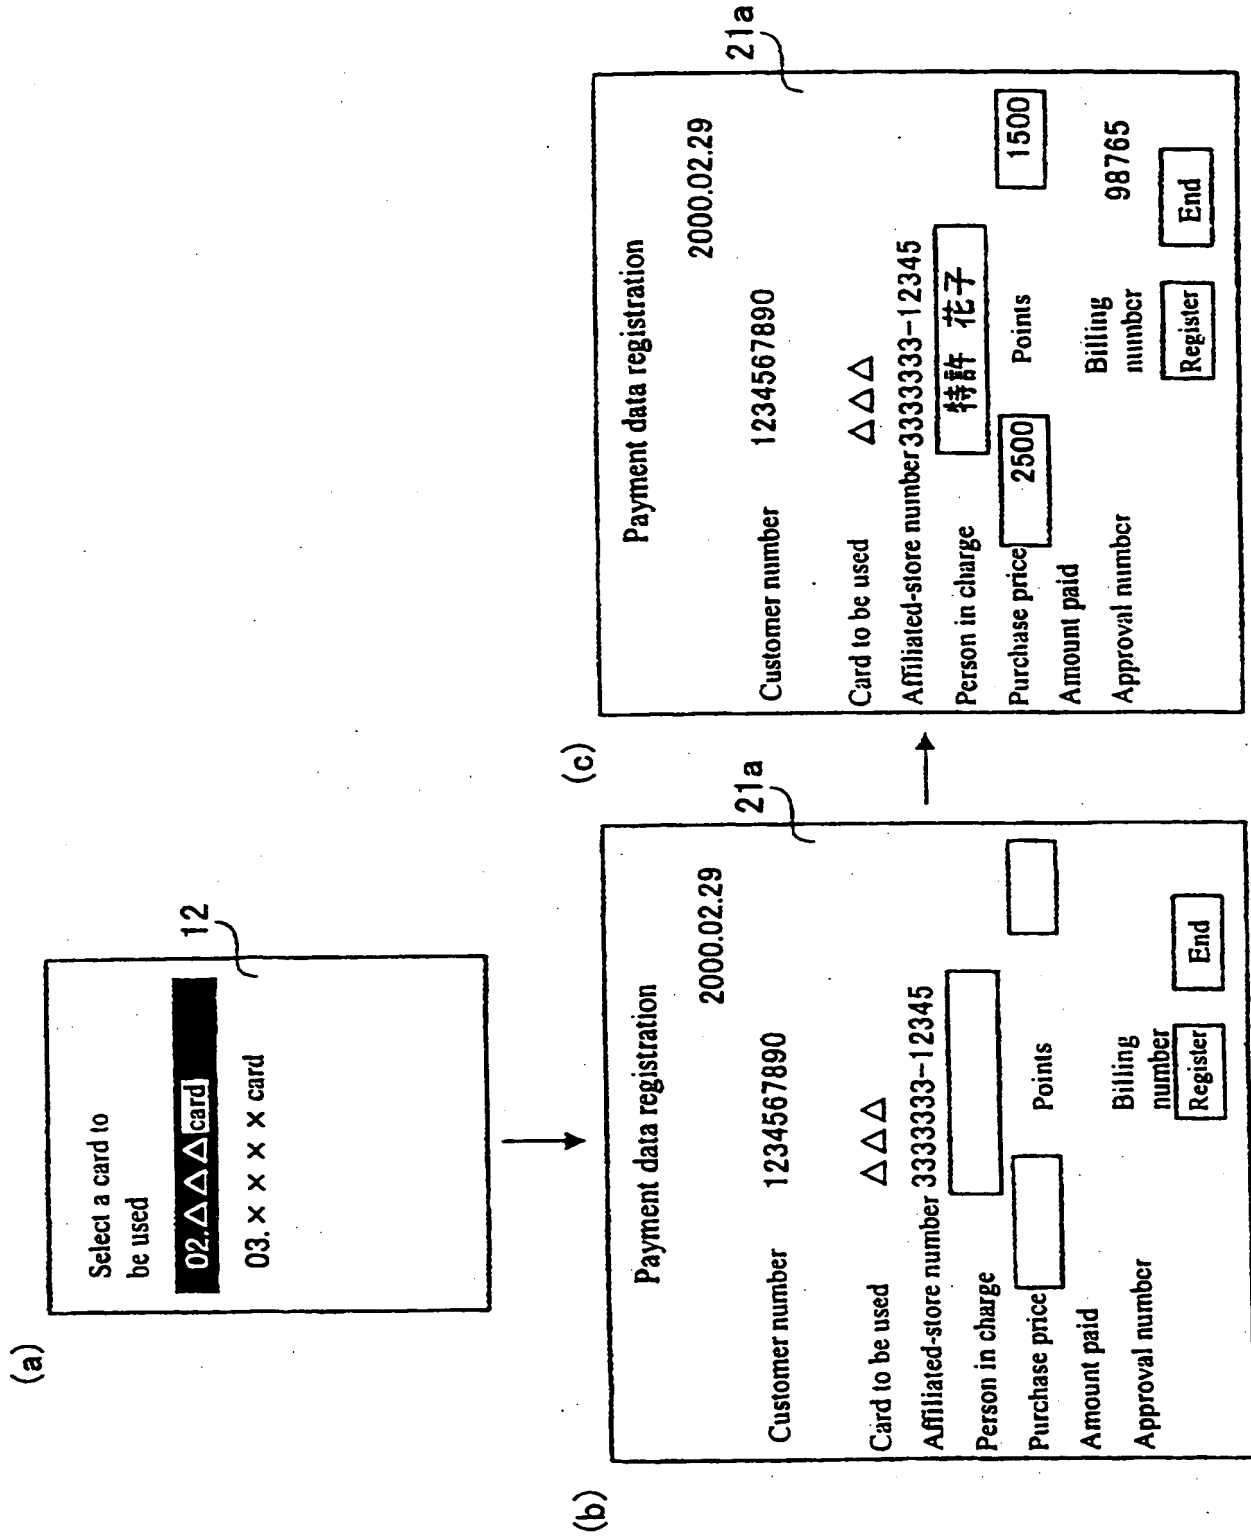 (a)
Select a card to
be used
02.△△△card
03.××××card
12
(b)
21a
Payment data registration
2000.02.29
Customer number 1234567890
Card to be used △△△
Affiliated-store number 3333333-12345
Person in charge
Purchase price Points
Amount paid
Approval number Billing
number
Register End
(c)
21a
Payment data registration
2000.02.29
Customer number 1234567890
Card to be used △△△
Affiliated-store number 3333333-12345
Person in charge 特許 花子
Purchase price 2500 Points 1500
Amount paid
Approval number Billing
number 98765
Register End